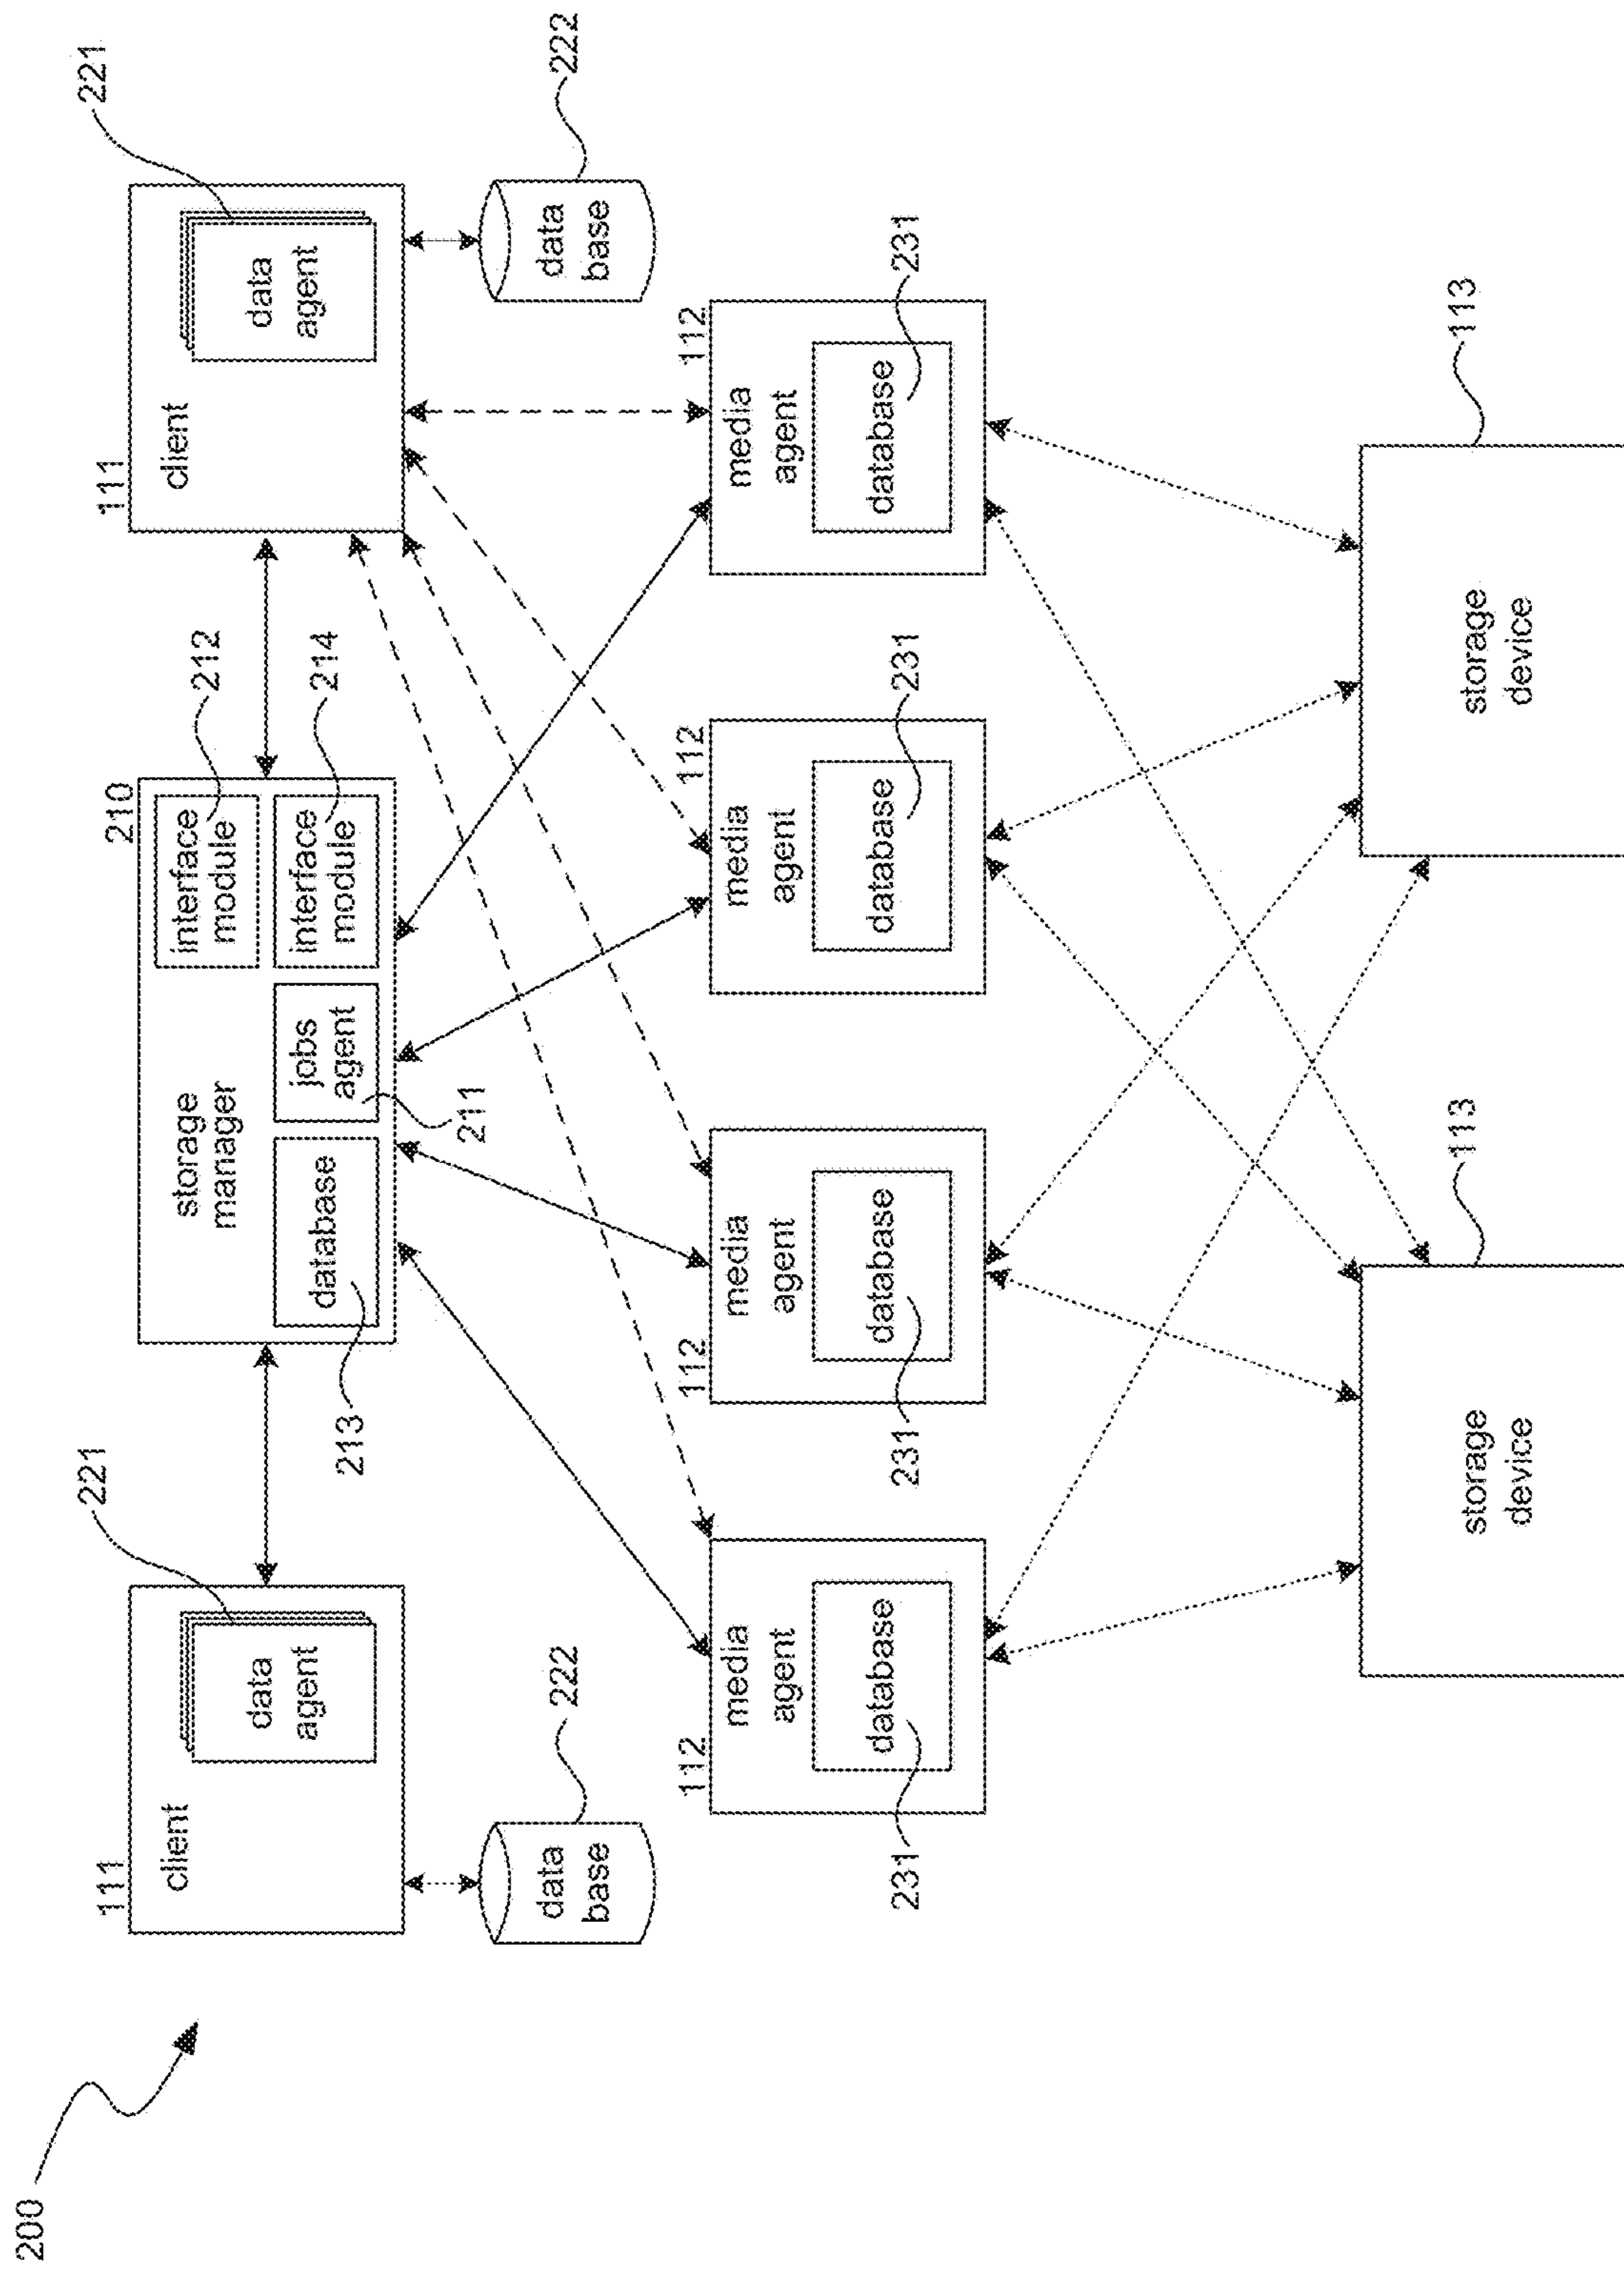 200
111
client
data
agent
221
data
base
222
210
storage
manager
database
213
jobs
agent
211
interface
module
212
interface
module
214
111
client
data
agent
221
data
base
222
112
media
agent
database
231
112
media
agent
database
231
112
media
agent
database
231
112
media
agent
database
231
storage
device
113
storage
device
113